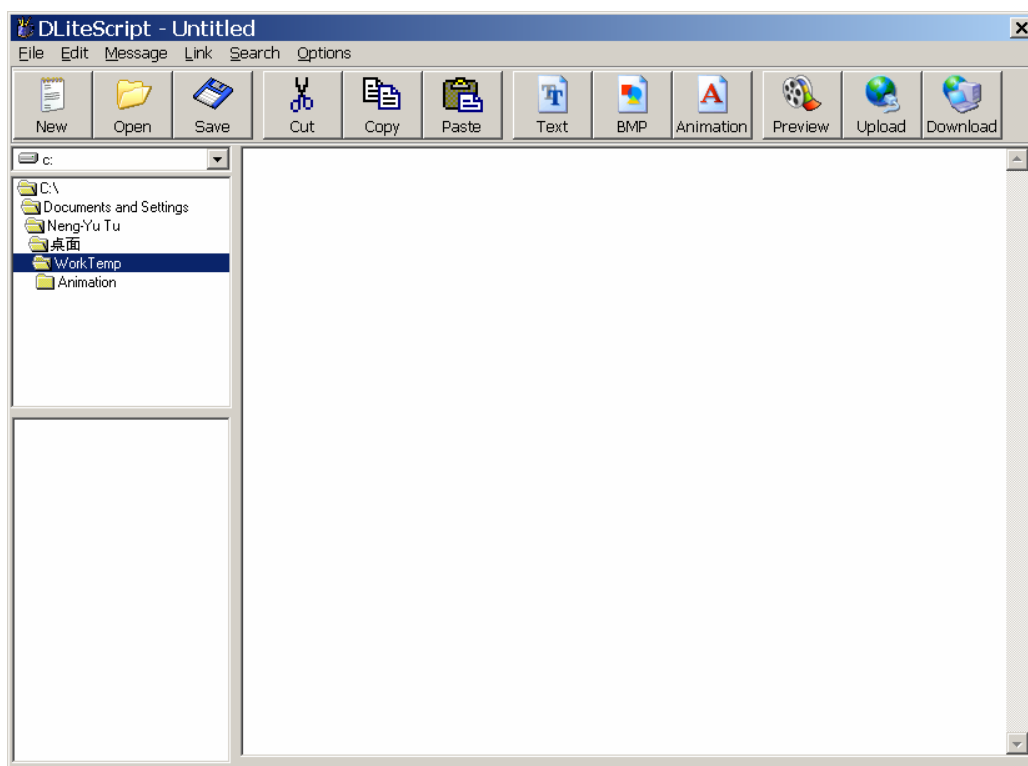 DLiteScript - Untitled
File Edit Message Link Search Options
New Open Save Cut Copy Paste Text BMP Animation Preview Upload Download
c:
C:\
Documents and Settings
Neng-Yu Tu
桌面
WorkTemp
Animation